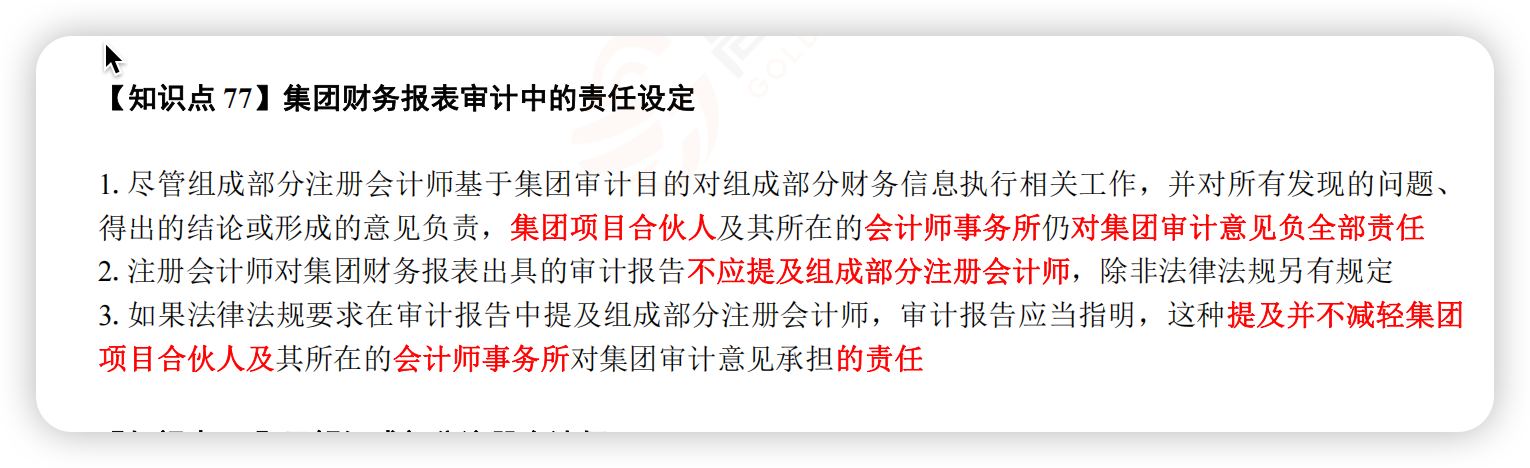 【知识点 77】集团财务报表审计中的责任设定
1. 尽管组成部分注册会计师基于集团审计目的对组成部分财务信息执行相关工作，并对所有发现的问题、
得出的结论或形成的意见负责，集团项目合伙人及其所在的会计师事务所仍对集团审计意见负全部责任
2. 注册会计师对集团财务报表出具的审计报告不应提及组成部分注册会计师，除非法律法规另有规定
3. 如果法律法规要求在审计报告中提及组成部分注册会计师，审计报告应当指明，这种提及并不减轻集团
项目合伙人及其所在的会计师事务所对集团审计意见承担的责任